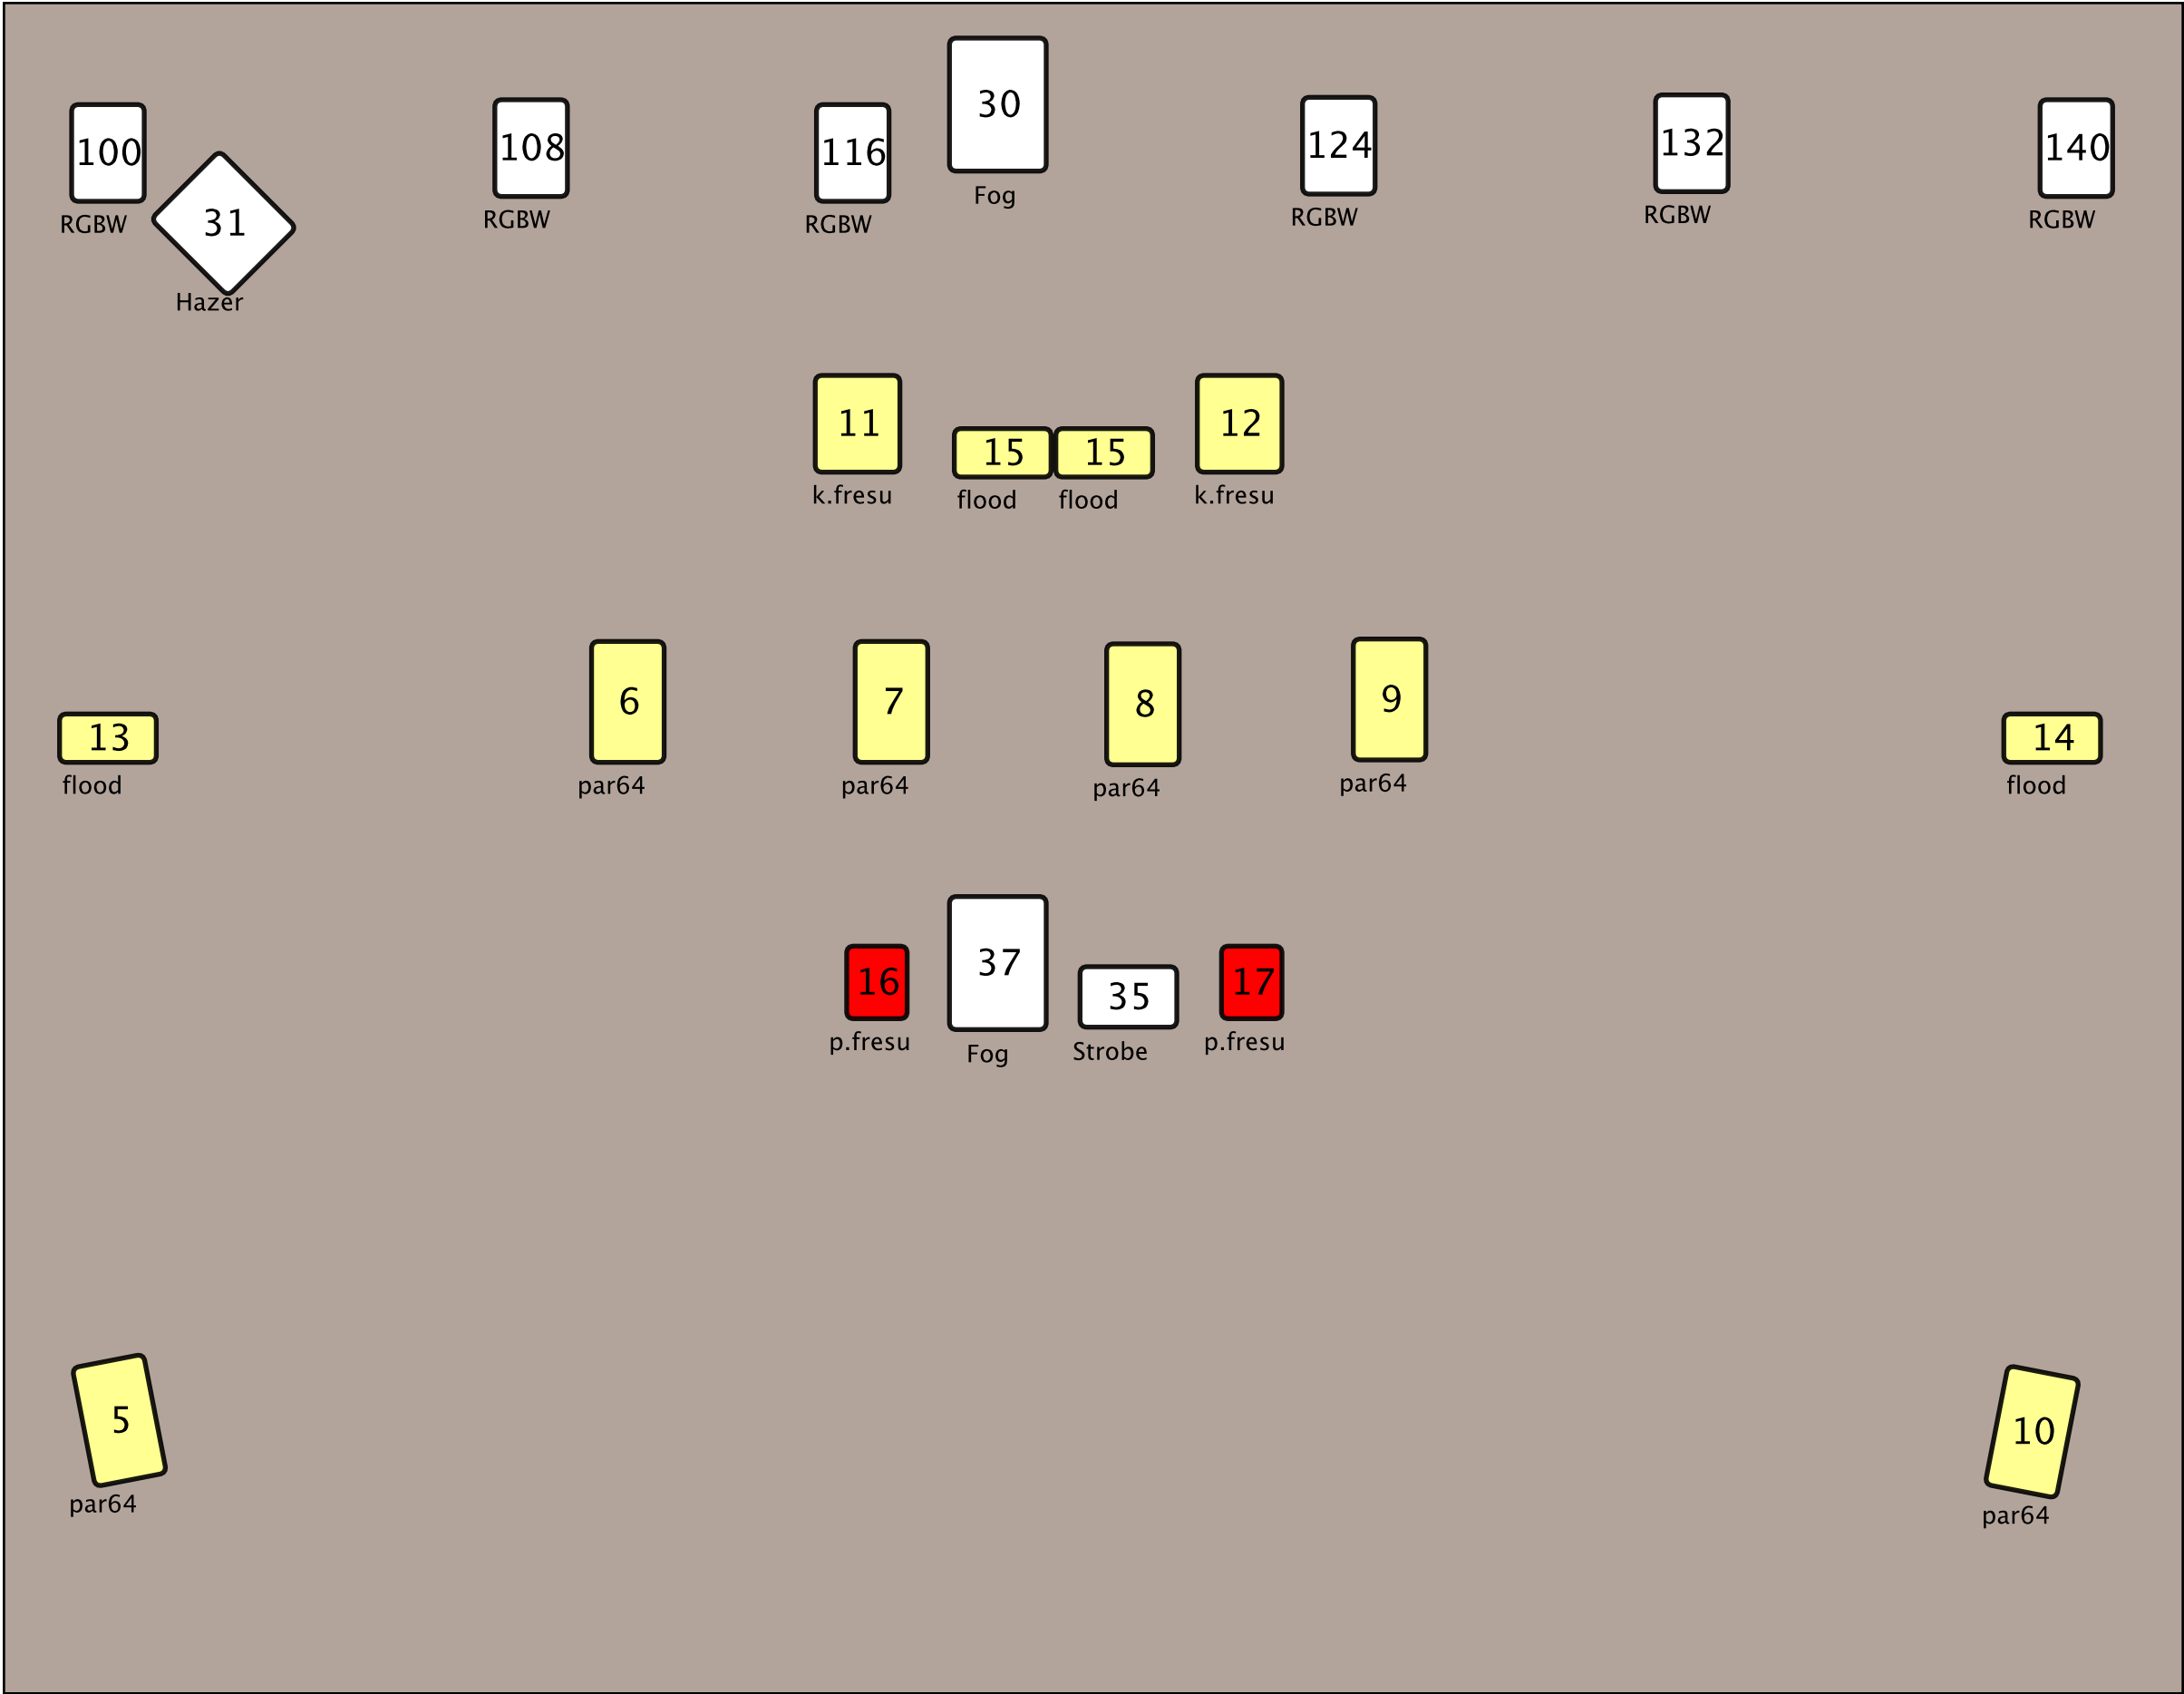 30
100
108
116
124
132
140
Fog
RGBW
RGBW
RGBW
RGBW
RGBW
RGBW
31
Hazer
11
15
15
12
k.fresu
flood
flood
k.fresu
6
7
8
9
13
14
flood
par64
par64
par64
par64
flood
16
37
35
17
p.fresu
Fog
Strobe
p.fresu
5
10
par64
par64